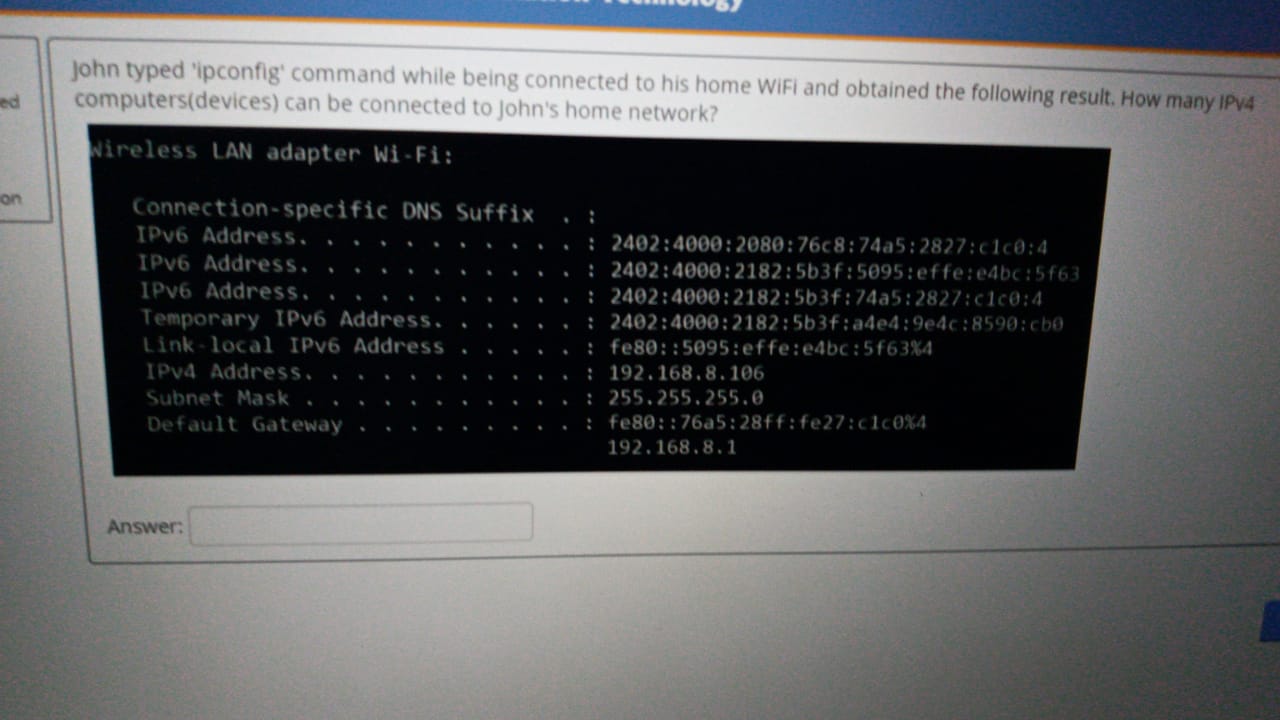 Technology
John typed 'ipconfig' command while being connected to his home WiFi and obtained the following result. How many IPv4
ed
computers(devices) can be connected to John's home network?
Wireless LAN adapter Wi-Fi:
on
Connection-specific DNS Suffix . :
IPv6 Address. . . . . . . . . . . : 2402:4000:2080:76c8:74a5:2827:c1c0:4
IPv6 Address. . . . . . . . . . . : 2402:4000:2182:5b3f:5095:effe:e4bc:5f63
IPv6 Address. . . . . . . . . . . : 2402:4000:2182:5b3f:74a5:2827:c1c0:4
Temporary IPv6 Address. . . . . . : 2402:4000:2182:5b3f:a4e4:9e4c:8590:cb0
Link-local IPv6 Address . . . . . : fe80::5095:effe:e4bc:5f63%4
IPv4 Address. . . . . . . . . . . : 192.168.8.106
Subnet Mask . . . . . . . . . . . : 255.255.255.0
Default Gateway . . . . . . . . . : fe80::76a5:28ff:fe27:c1c0%4
192.168.8.1
Answer: